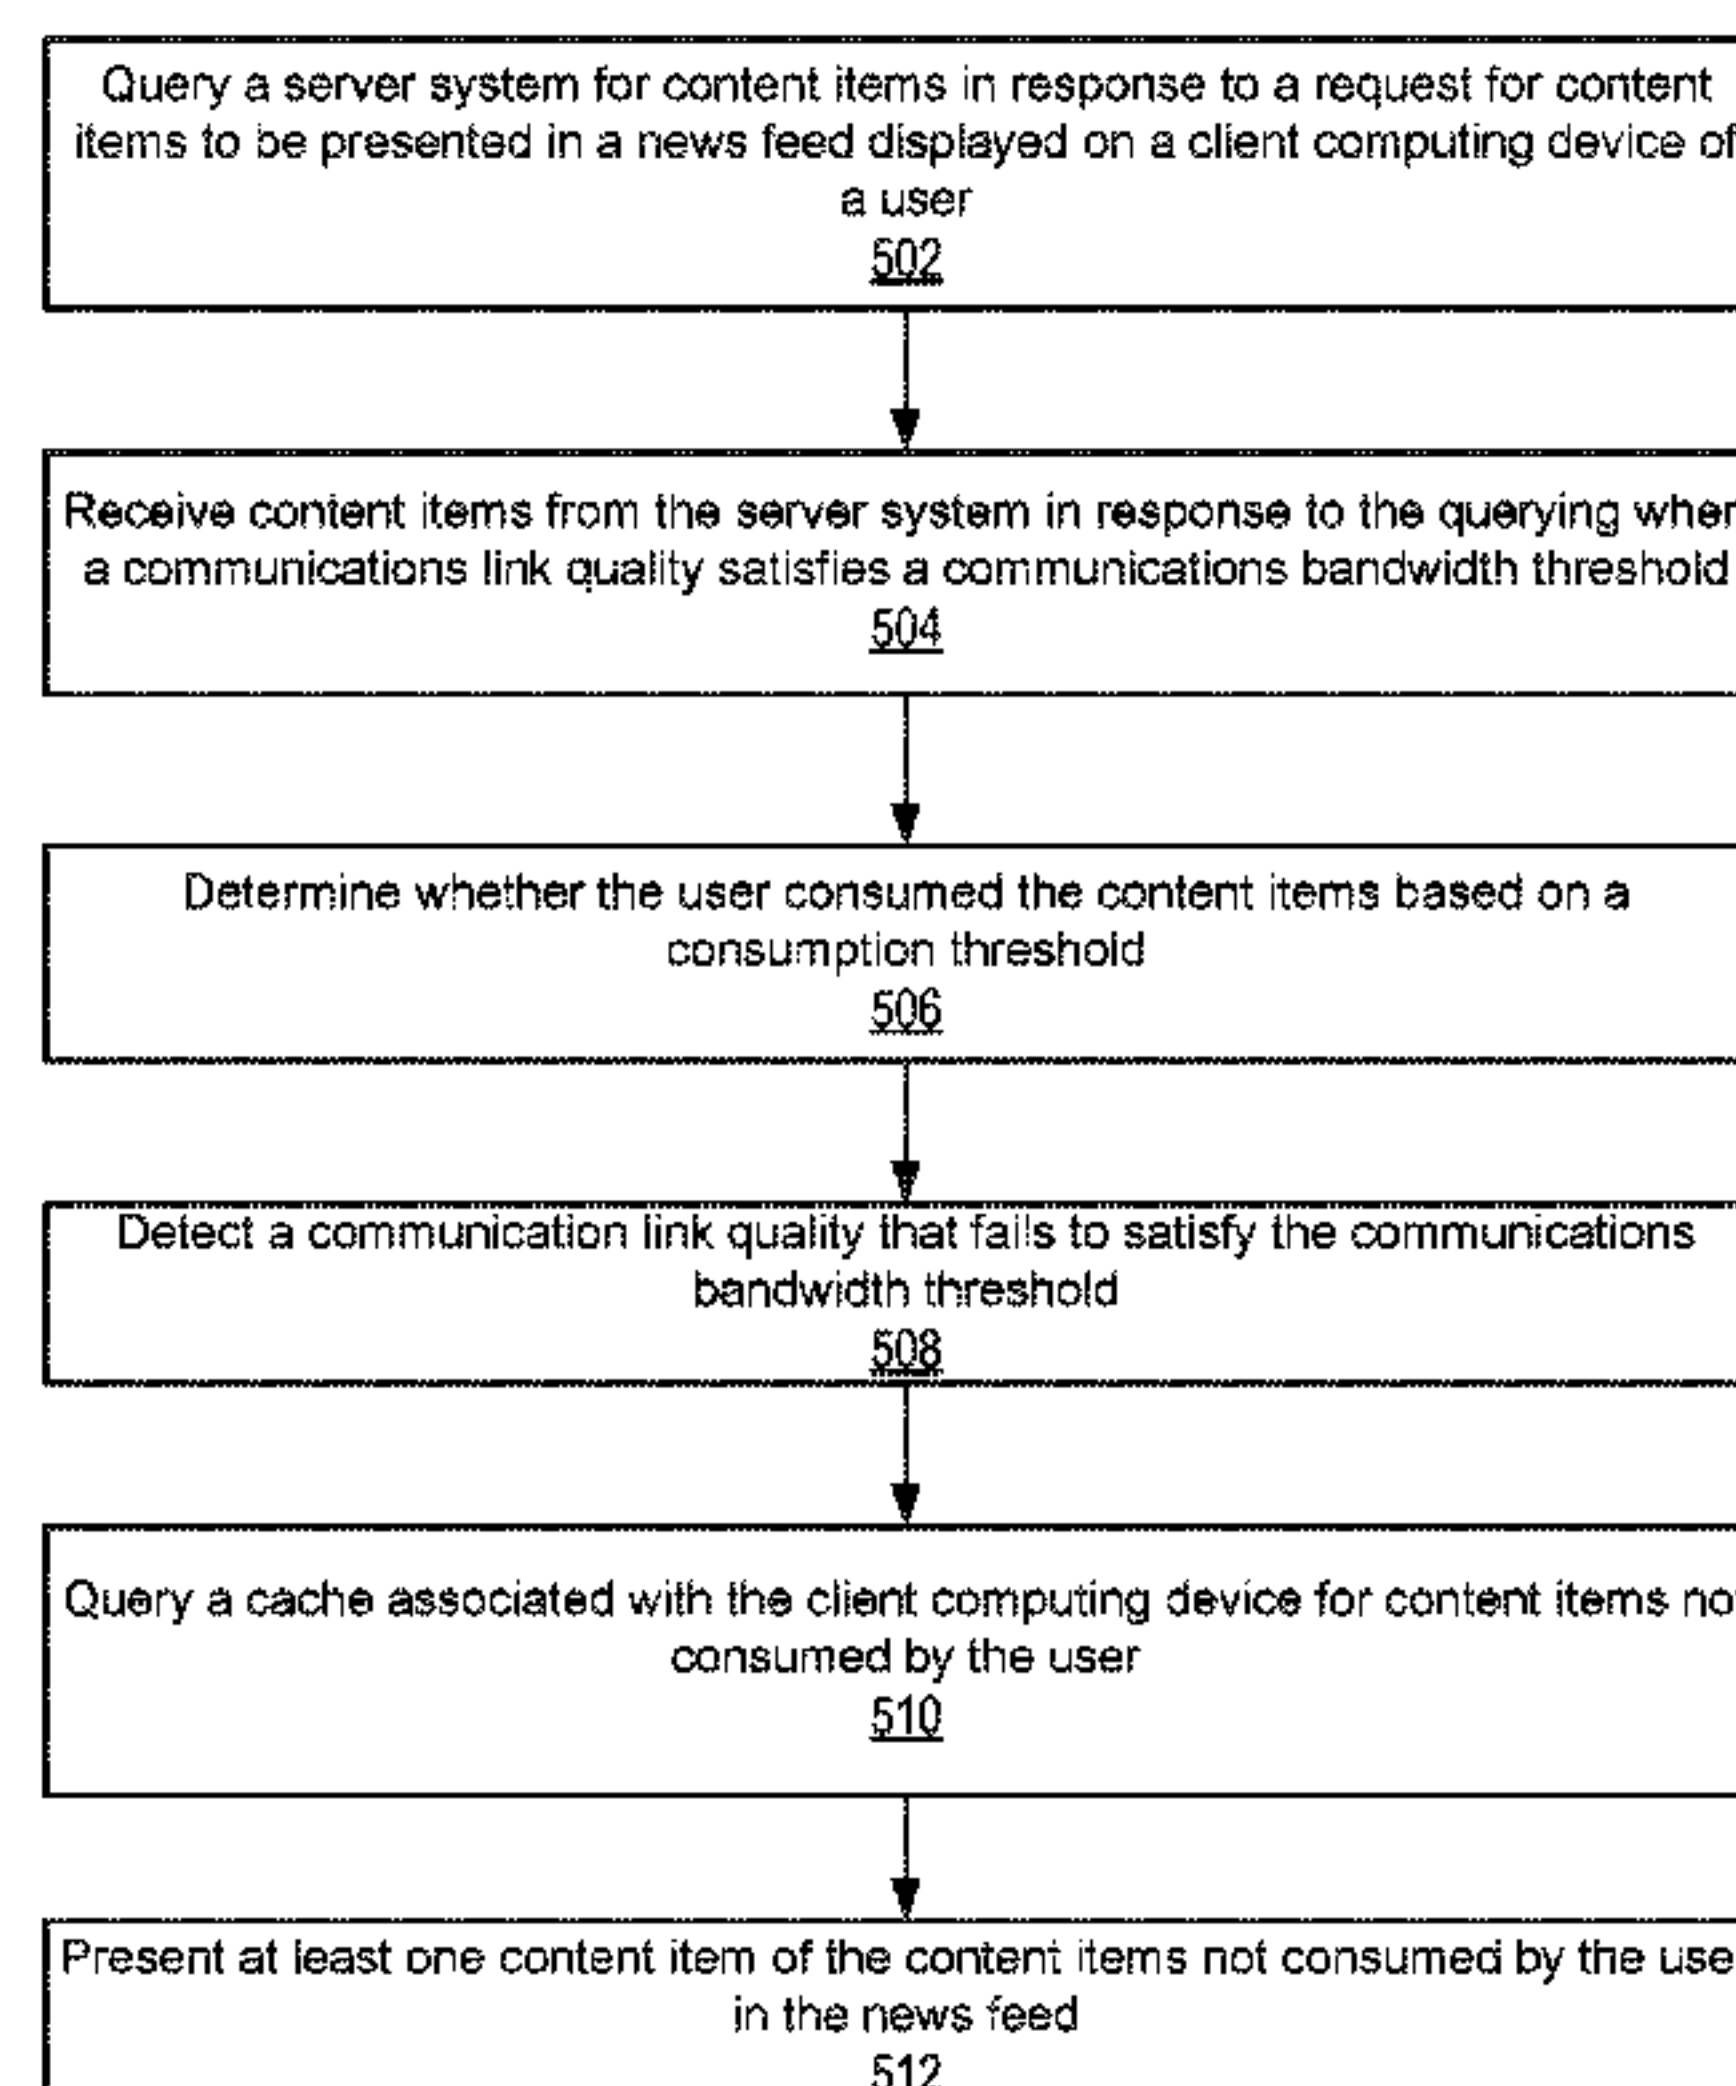 Query a server system for content items in response to a request for content
items to be presented in a news feed displayed on a client computing device of
a user
502
Receive content items from the server system in response to the querying when
a communications link quality satisfies a communications bandwidth threshold
504
Determine whether the user consumed the content items based on a
consumption threshold
506
Detect a communication link quality that fails to satisfy the communications
bandwidth threshold
508
Query a cache associated with the client computing device for content items not
consumed by the user
510
Present at least one content item of the content items not consumed by the use
in the news feed
512